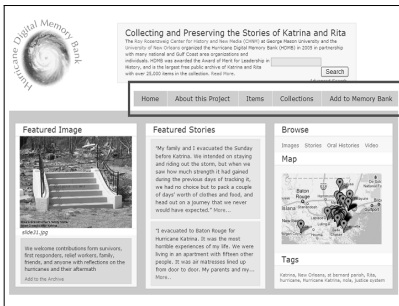 Hurricane Digital Memory Bank
Collecting and Preserving the Stories of Katrina and Rita
The Roy Rosenzweig Center for History and New Media (CHNM) at George Mason University and the
University of New Orleans organized the Hurricane Digital Memory Bank (HDMB) in 2005 in partnership
with many national and Gulf Coast area organizations and
individuals. HDMB was awarded the Award of Merit for Leadership in
History, and is the largest free public archive of Katrina and Rita
with over 25,000 items in the collection. Read More.
Search
Home
About this Project
Items
Collections
Add to Memory Bank
Featured Image
slide31.jpg
We welcome contributions form survivors,
first responders, relief workers, family,
friends, and anyone with reflections on the
hurricanes and their aftermath
Add to the Archive
Featured Stories
"My family and I evacuated the Sunday
before Katrina. We intended on staying
and riding out the storm, but when we
saw how much strength it had gained
during the previous days of tracking it,
we had no choice but to pack a couple
of days' worth of clothes and food, and
head out on a journey that we never
would have expected." More...
"I evacuated to Baton Rouge for
Hurricane Katrina. It was the most
horrible experiences of my life. We were
living in an apartment with fifteen other
people. It was air matresses lined up
from door to door. My parents and my...
More...
Browse
Images Stories Oral Histories Video
Map
Baton
Rouge
Tags
Katrina, New Orleans, st bernard parish, Rita,
hurricane, Hurricane Katrina, nola, justice system